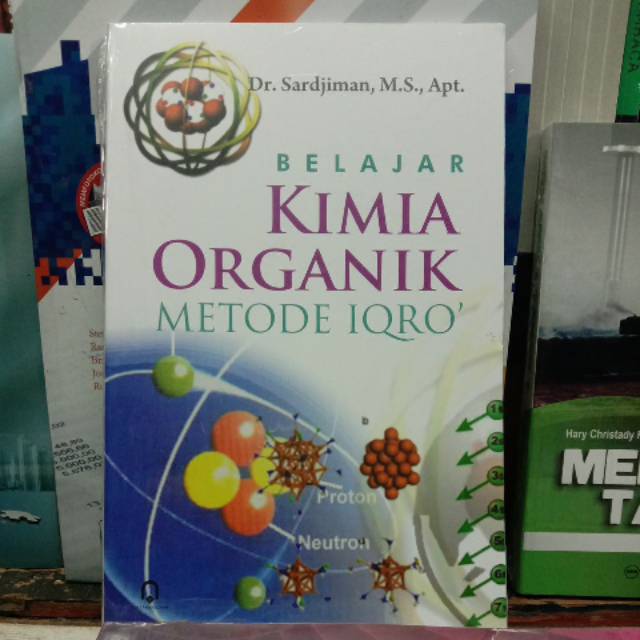 Dr. Sardjiman, M.S., Apt.
BELAJAR
KIMIA
ORGANIK
METODE IQRO'
b
Proton
Neutron
Hary Christady